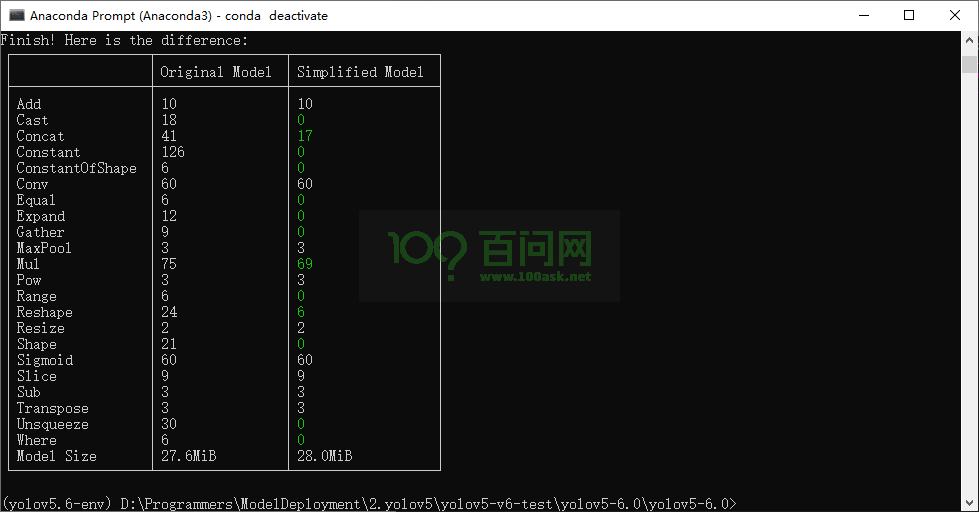 Anaconda Prompt (Anaconda3) - conda  deactivate
Finish! Here is the difference:
Original Model Simplified Model
Add 10 10
Cast 18 0
Concat 41 17
Constant 126 0
ConstantOfShape 6 0
Conv 60 60
Equal 6 0
Expand 12 0
Gather 9 0
MaxPool 3 3
Mul 75 69
Pow 3 3
Range 6 0
Reshape 24 6
Resize 2 2
Shape 21 0
Sigmoid 60 60
Slice 9 9
Sub 3 3
Transpose 3 3
Unsqueeze 30 0
Where 6 0
Model Size 27.6MiB 28.0MiB
100? 百问网
www.100ask.net
(yolov5.6-env) D:\Programmers\ModelDeployment\2.yolov5\yolov5-v6-test\yolov5-6.0\yolov5-6.0>